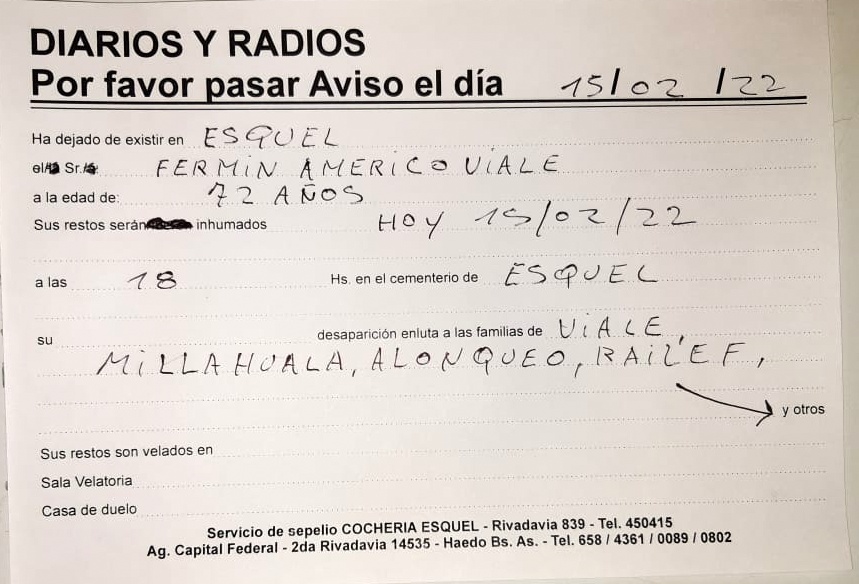 DIARIOS Y RADIOS
Por favor pasar Aviso el día 15/02/22
Ha dejado de existir en ESQUEL
el Sr. FERMIN AMERICO VIALE
a la edad de: 72 AÑOS
Sus restos serán inhumados HOY 15/02/22
a las 18 Hs. en el cementerio de ESQUEL
su desaparición enluta a las familias de VIALE,
MILLAHUALA, ALONQUEO, RAILEF,
y otros
Sus restos son velados en
Sala Velatoria
Casa de duelo
Servicio de sepelio COCHERIA ESQUEL - Rivadavia 839 - Tel. 450415
Ag. Capital Federal - 2da Rivadavia 14535 - Haedo Bs. As. - Tel. 658 / 4361 / 0089 / 0802